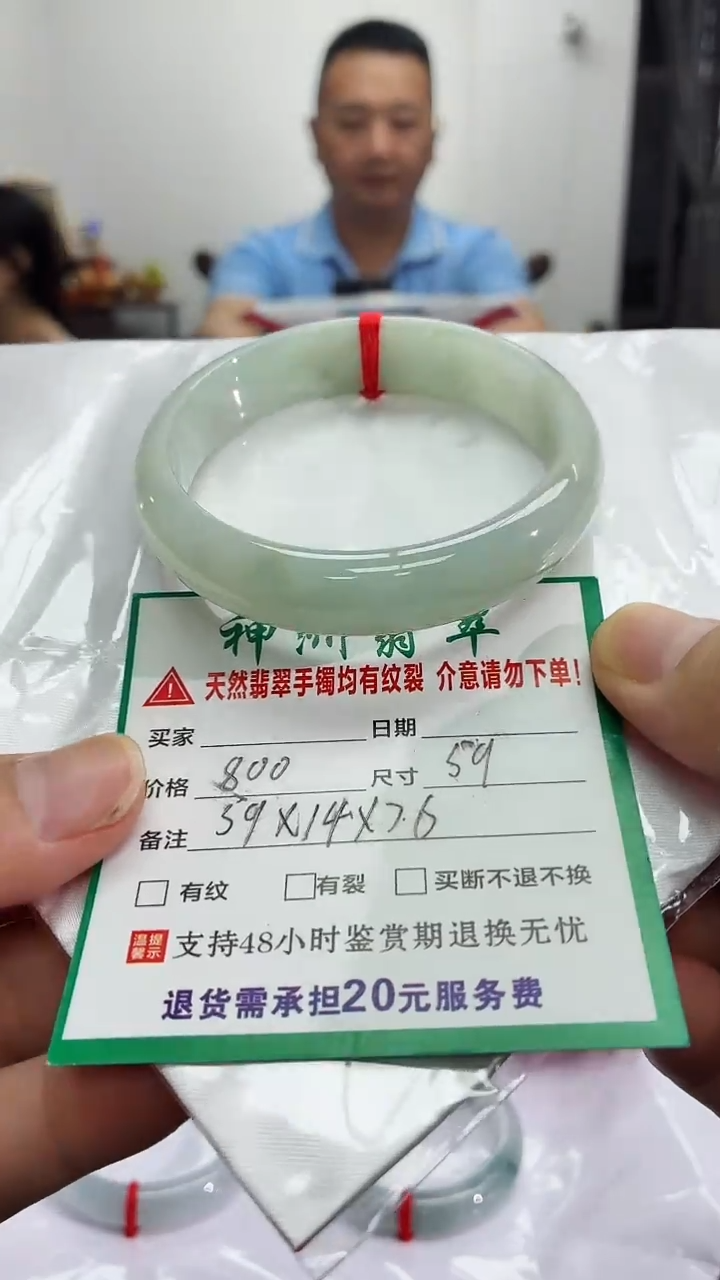 神州翡翠
天然翡翠手镯均有纹裂 介意请勿下单!
买家 日期
价格 800 尺寸 59
备注 59X14X7.6
有纹 有裂 买断不退不换
温馨提示 支持48小时鉴赏期退换无忧
退货需承担20元服务费